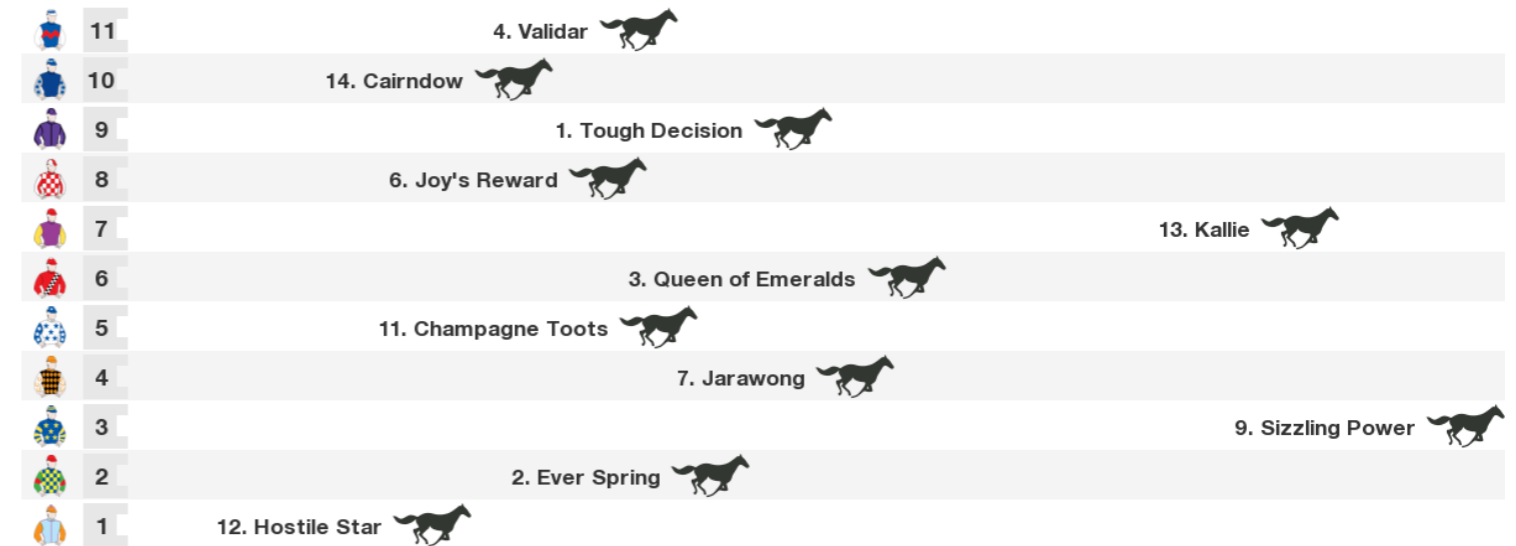 11 4. Validar
10 14. Cairndow
9 1. Tough Decision
8 6. Joy's Reward
7 13. Kallie
6 3. Queen of Emeralds
5 11. Champagne Toots
4 7. Jarawong
3 9. Sizzling Power
2 2. Ever Spring
1 12. Hostile Star